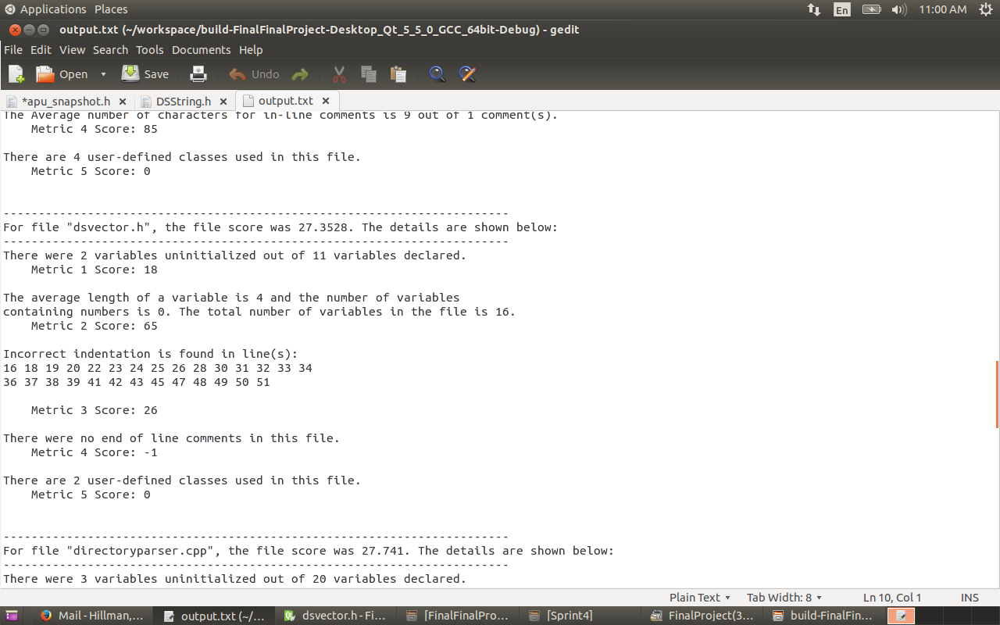 Applications Places En 11:00 AM
output.txt (~/workspace/build-FinalFinalProject-Desktop_Qt_5_5_0_GCC_64bit-Debug) - gedit
File Edit View Search Tools Documents Help
Open Save Undo
*apu_snapshot.h DSString.h output.txt
The Average number of characters for in-line comments is 9 out of 1 comment(s).
Metric 4 Score: 85
There are 4 user-defined classes used in this file.
Metric 5 Score: 0
------------------------------------------------------------------------
For file "dsvector.h", the file score was 27.3528. The details are shown below:
------------------------------------------------------------------------
There were 2 variables uninitialized out of 11 variables declared.
Metric 1 Score: 18
The average length of a variable is 4 and the number of variables
containing numbers is 0. The total number of variables in the file is 16.
Metric 2 Score: 65
Incorrect indentation is found in line(s):
16 18 19 20 22 23 24 25 26 28 30 31 32 33 34
36 37 38 39 41 42 43 45 47 48 49 50 51
Metric 3 Score: 26
There were no end of line comments in this file.
Metric 4 Score: -1
There are 2 user-defined classes used in this file.
Metric 5 Score: 0
------------------------------------------------------------------------
For file "directoryparser.cpp", the file score was 27.741. The details are shown below:
------------------------------------------------------------------------
There were 3 variables uninitialized out of 20 variables declared.
Plain Text Tab Width: 8 Ln 10, Col 1 INS
Mail - Hillman,... output.txt (~/... dsvector.h - Fi... [FinalFinalPro... [Sprint4] FinalProject(3... build-FinalFin...